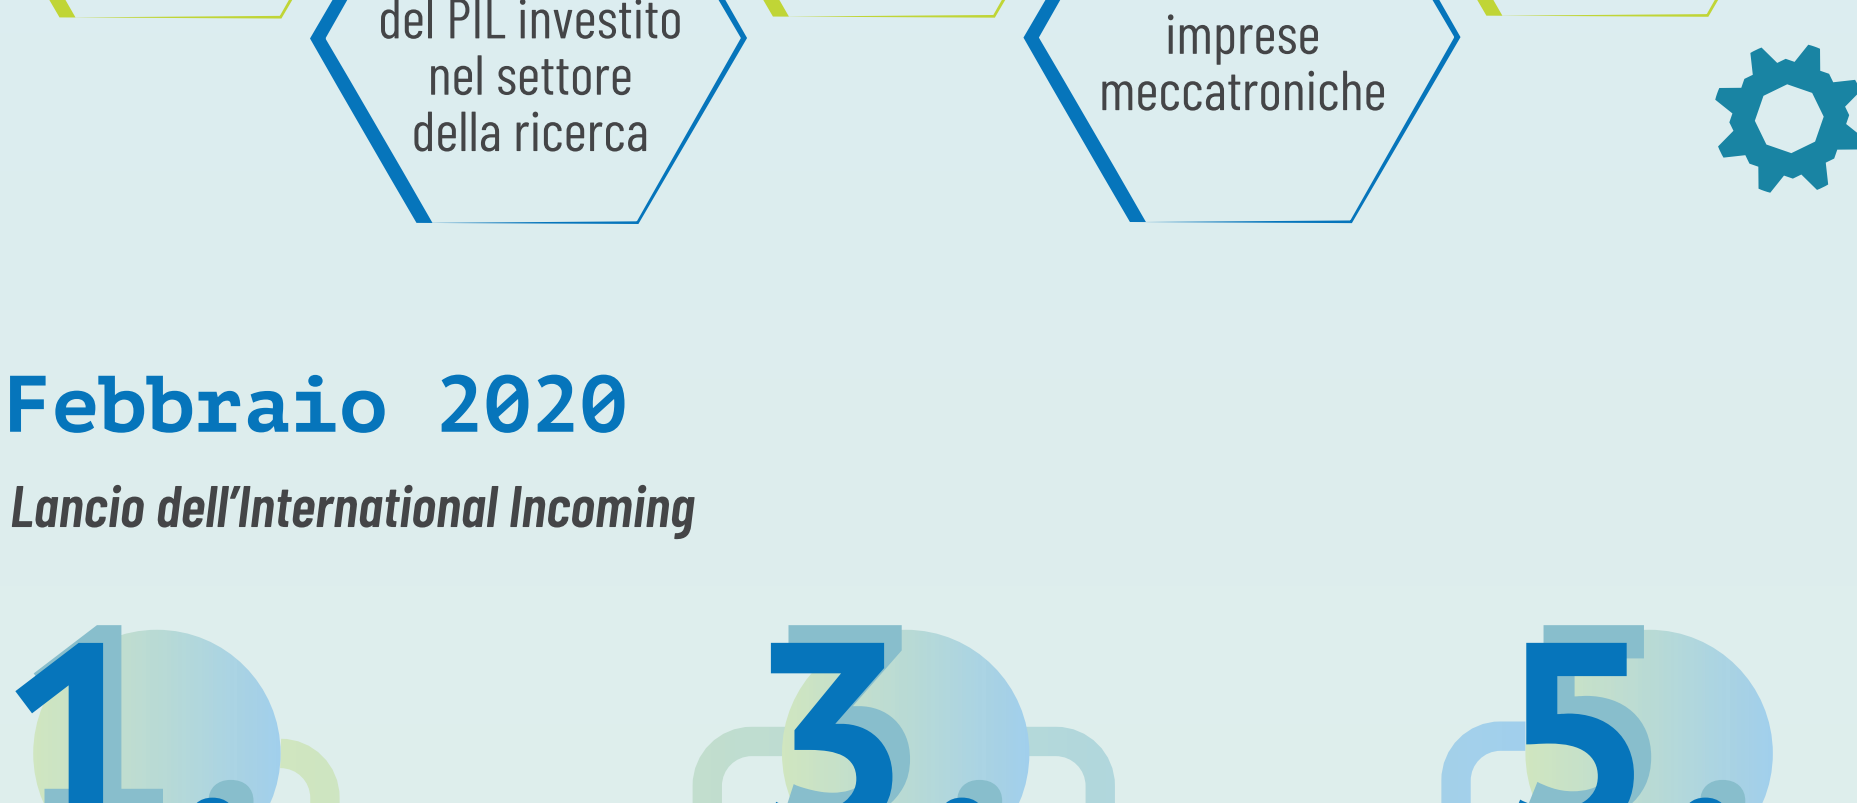 del PIL investito
nel settore
della ricerca
imprese
meccatroniche
Febbraio 2020
Lancio dell’International Incoming
1. 3. 5.